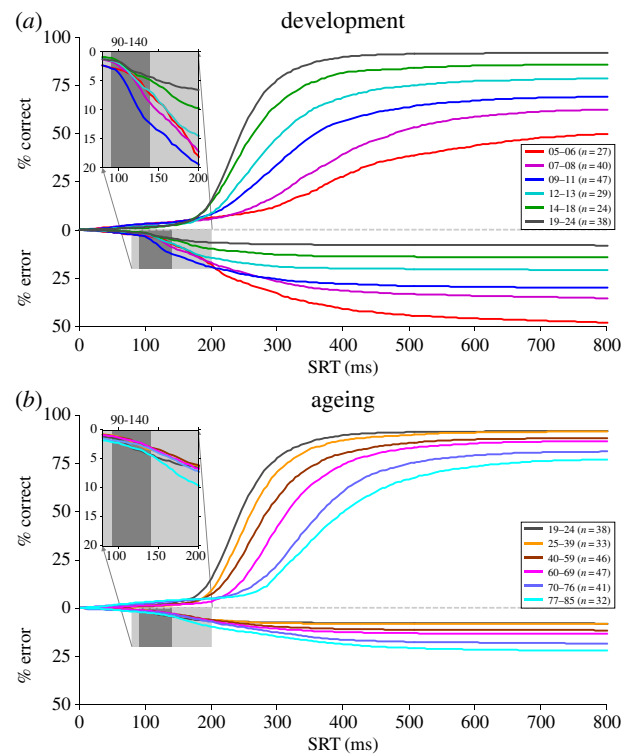 (a) development
90-140
0
5
10
15
20
100 150 200
100
75
50
25
0
25
50
% correct
% error
05–06 (n = 27)
07–08 (n = 40)
09–11 (n = 47)
12–13 (n = 29)
14–18 (n = 24)
19–24 (n = 38)
0 100 200 300 400 500 600 700 800
SRT (ms)
(b) ageing
90-140
0
5
10
15
20
100 150 200
100
75
50
25
0
25
50
% correct
% error
19–24 (n = 38)
25–39 (n = 33)
40–59 (n = 46)
60–69 (n = 47)
70–76 (n = 41)
77–85 (n = 32)
0 100 200 300 400 500 600 700 800
SRT (ms)